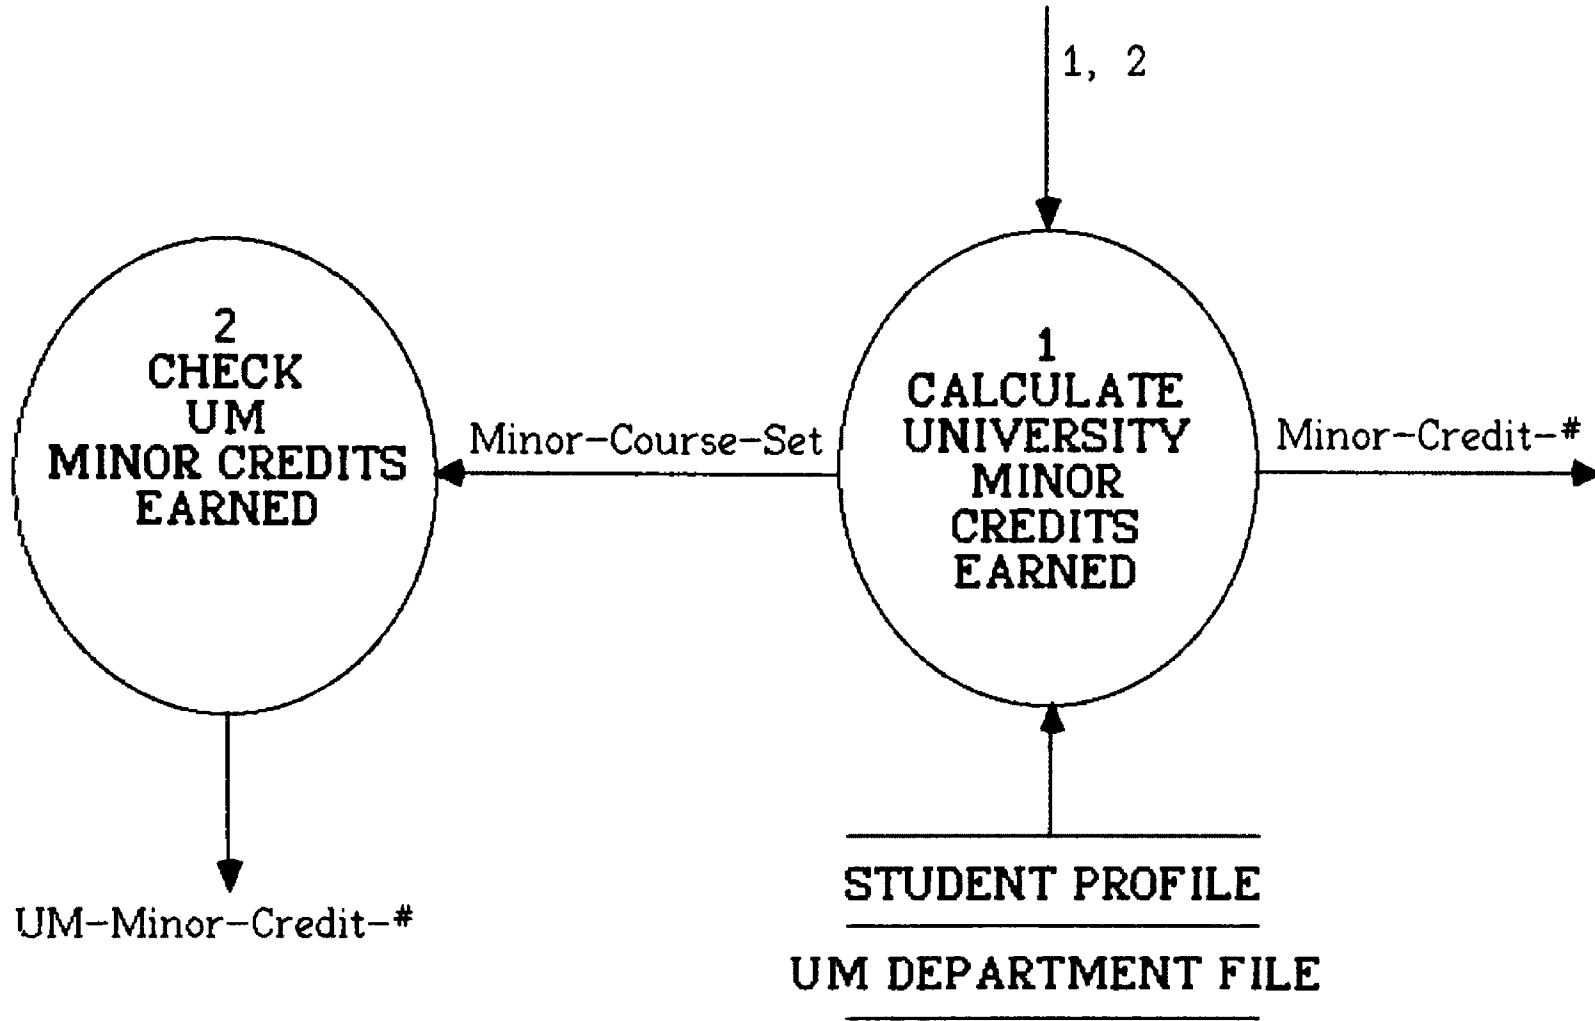 1, 2
2
CHECK
UM
MINOR CREDITS
EARNED
Minor-Course-Set
1
CALCULATE
UNIVERSITY
MINOR
CREDITS
EARNED
Minor-Credit-#
UM-Minor-Credit-#
STUDENT PROFILE
UM DEPARTMENT FILE